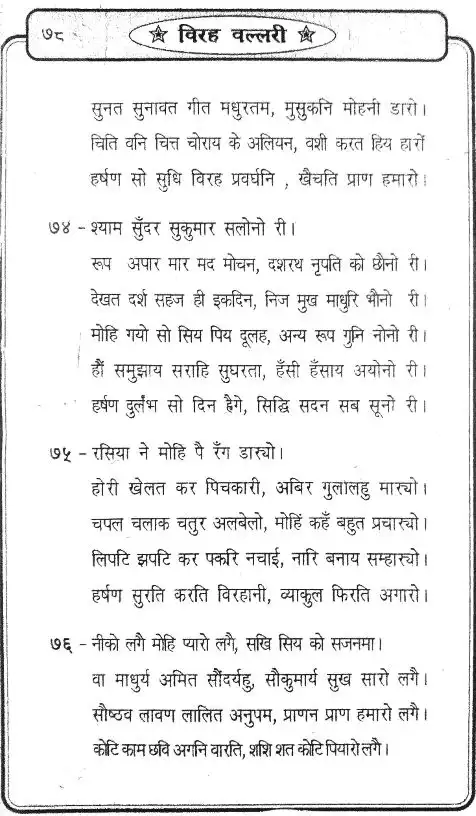 ७८
विरह वल्लरी
सुनत सुनावत गीत मधुरतम, मुसुकनि मोहनी डारो।
चिति वनि चित्त चोराय के अलियन, वशी करत हिय हारों
हर्षण सो सुधि विरह प्रवर्घनि , खैचति प्राण हमारो।
७४ - श्याम सुँदर सुकुमार सलोनो री।
रूप अपार मार मद मोचन, दशरथ नृपति को छौनो री।
देखत दर्श सहज ही इकदिन, निज मुख माधुरि भौनो री।
मोहि गयो सो सिय पिय दूलह, अन्य रूप गुनि नोनो री।
हौं समुझाय सराहि सुघरता, हँसी हँसाय अयोनो री।
हर्षण दुर्लभ सो दिन हैगे, सिद्धि सदन सब सूनो री।
७५ - रसिया ने मोहि पै रँग डार्‌यो।
होरी खेलत कर पिचकारी, अबिर गुलालहु मार्‌यो।
चपल चलाक चतुर अलबेलो, मोहिं कहँ बहुत प्रचार्‌यो।
लिपटि झपटि कर पकरि नचाई, नारि बनाय सम्हार्‌यो।
हर्षण सुरति करति विरहानी, व्याकुल फिरति अगारो।
७६ - नीको लगै मोहि प्यारो लगै, सखि सिय को सजनमा।
वा माधुर्य अमित सौंदर्यहु, सौकुमार्य सुख सारो लगै।
सौष्ठव लावण लालित अनुपम, प्राणन प्राण हमारो लगै।
कोटि काम छवि अगनि वारति, शशि शत कोटि पियारो लगै।